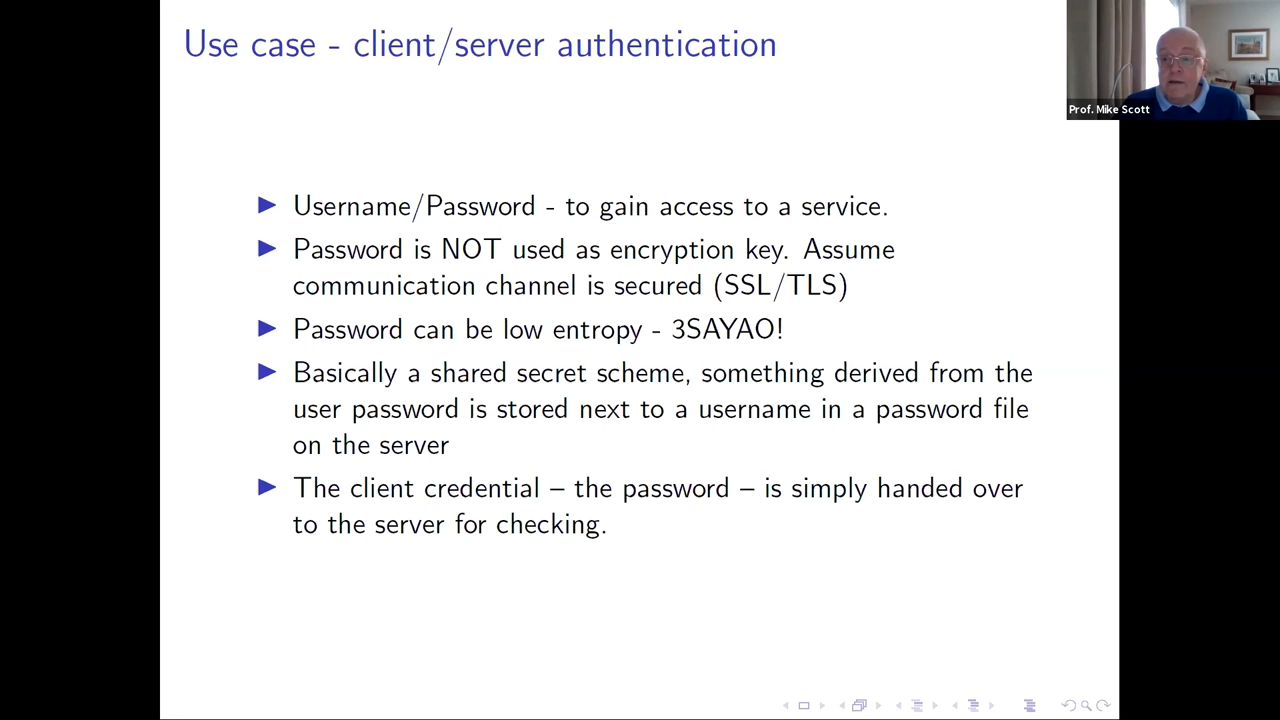 Use case - client/server authentication
Prof. Mike Scott
Username/Password - to gain access to a service.
Password is NOT used as encryption key. Assume
communication channel is secured (SSL/TLS)
Password can be low entropy - 3SAYAO!
Basically a shared secret scheme, something derived from the
user password is stored next to a username in a password file
on the server
The client credential – the password – is simply handed over
to the server for checking.